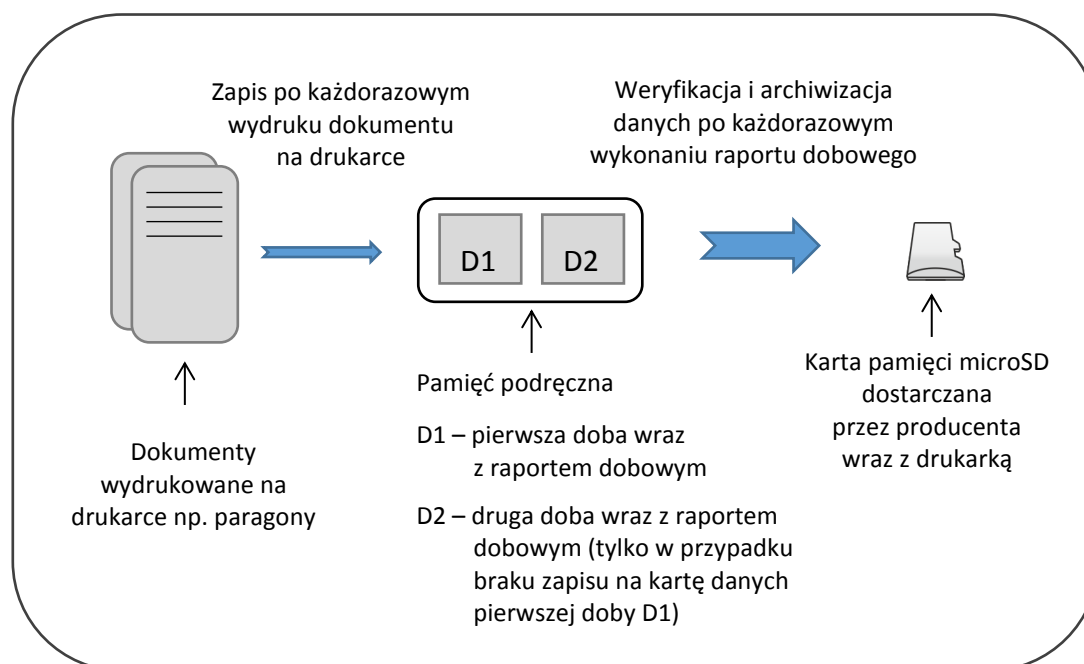 Zapis po każdorazowym
wydruku dokumentu
na drukarce
Weryfikacja i archiwizacja
danych po każdorazowym
wykonaniu raportu dobowego
D1
D2
Dokumenty
wydrukowane na
drukarce np. paragony
Pamięć podręczna
D1 – pierwsza doba wraz
z raportem dobowym
D2 – druga doba wraz z raportem
dobowym (tylko w przypadku
braku zapisu na kartę danych
pierwszej doby D1)
Karta pamięci microSD
dostarczana
przez producenta
wraz z drukarką